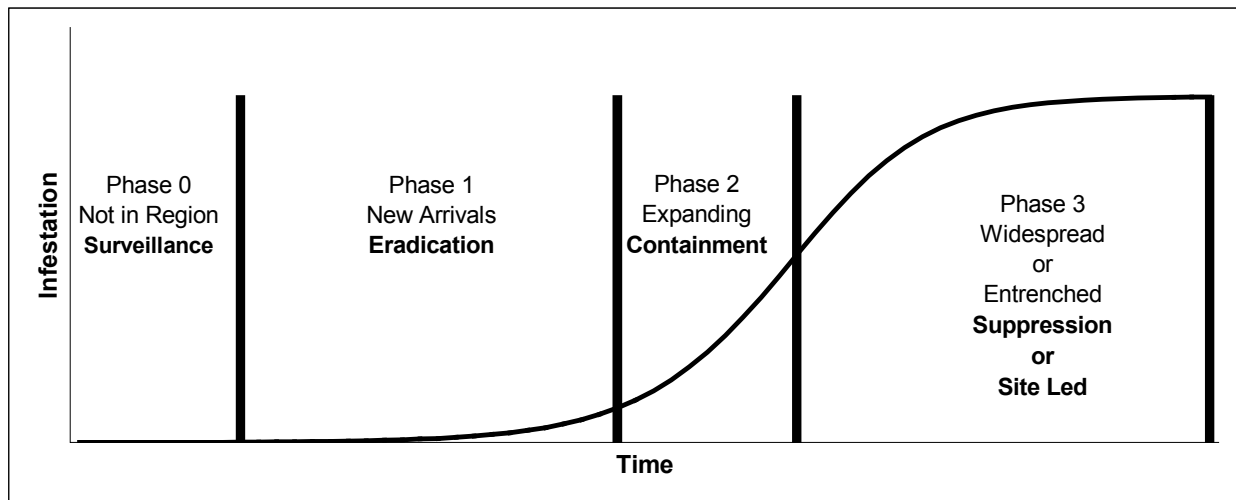 Infestation
Phase 0
Not in Region
Surveillance
Phase 1
New Arrivals
Eradication
Phase 2
Expanding
Containment
Phase 3
Widespread
or
Entrenched
Suppression
or
Site Led
Time